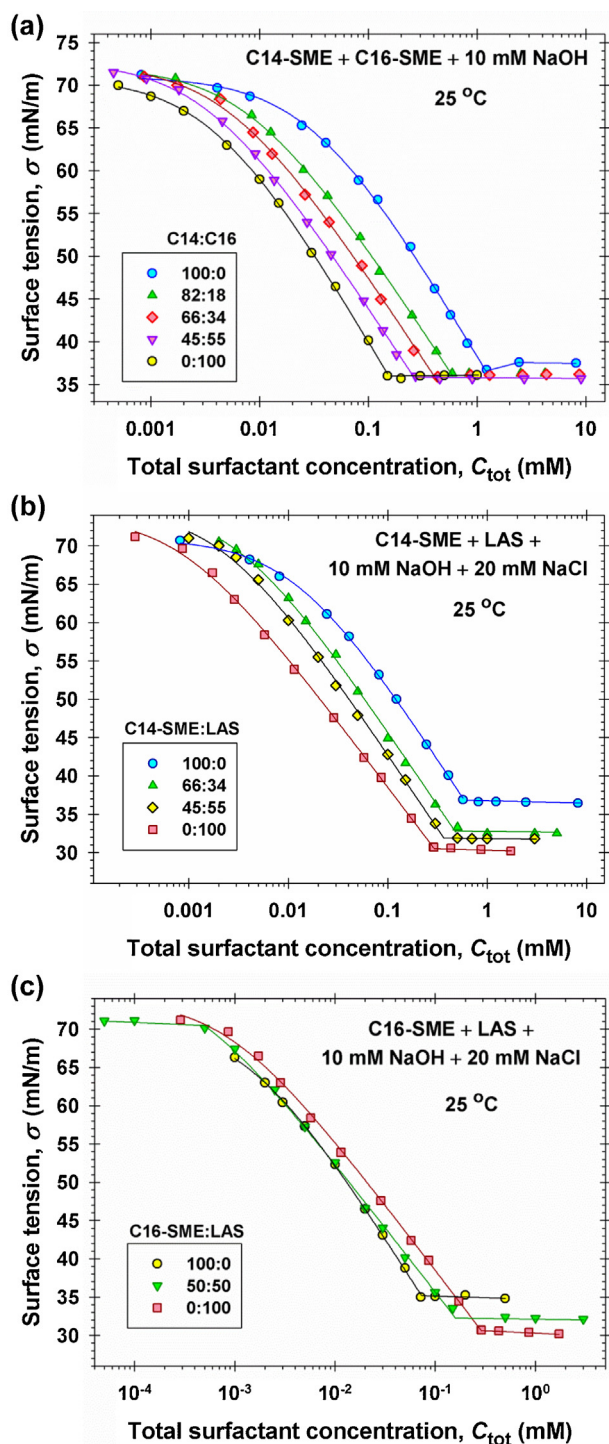 (a)
C14-SME + C16-SME + 10 mM NaOH
25 °C
Surface tension, σ (mN/m)
75
70
65
60
55
50
45
40
35
C14:C16
100:0
82:18
66:34
45:55
0:100
0.001 0.01 0.1 1 10
Total surfactant concentration, Ctot (mM)
(b)
C14-SME + LAS +
10 mM NaOH + 20 mM NaCl
25 °C
Surface tension, σ (mN/m)
75
70
65
60
55
50
45
40
35
30
C14-SME:LAS
100:0
66:34
45:55
0:100
0.001 0.01 0.1 1 10
Total surfactant concentration, Ctot (mM)
(c)
C16-SME + LAS +
10 mM NaOH + 20 mM NaCl
25 °C
Surface tension, σ (mN/m)
75
70
65
60
55
50
45
40
35
30
C16-SME:LAS
100:0
50:50
0:100
10-4 10-3 10-2 10-1 100
Total surfactant concentration, Ctot (mM)